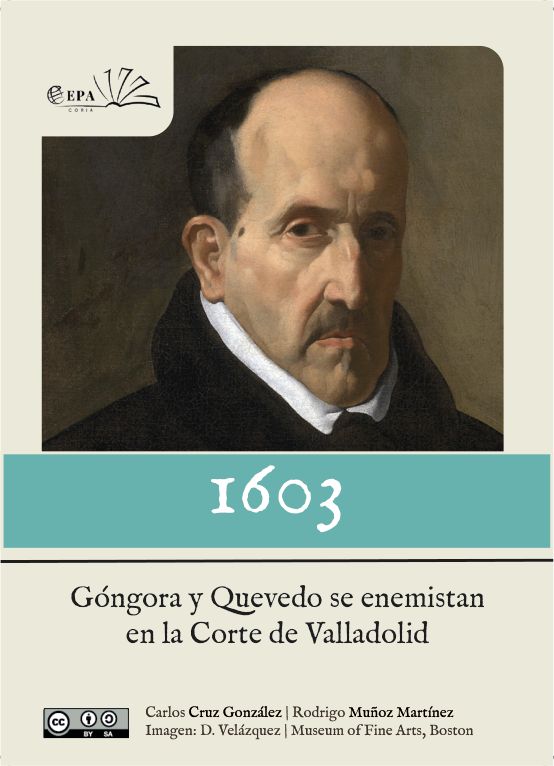 CEPA
CORIA
1603
Góngora y Quevedo se enemistan
en la Corte de Valladolid
cc BY SA
Carlos Cruz González | Rodrigo Muñoz Martínez
Imagen: D. Velázquez | Museum of Fine Arts, Boston